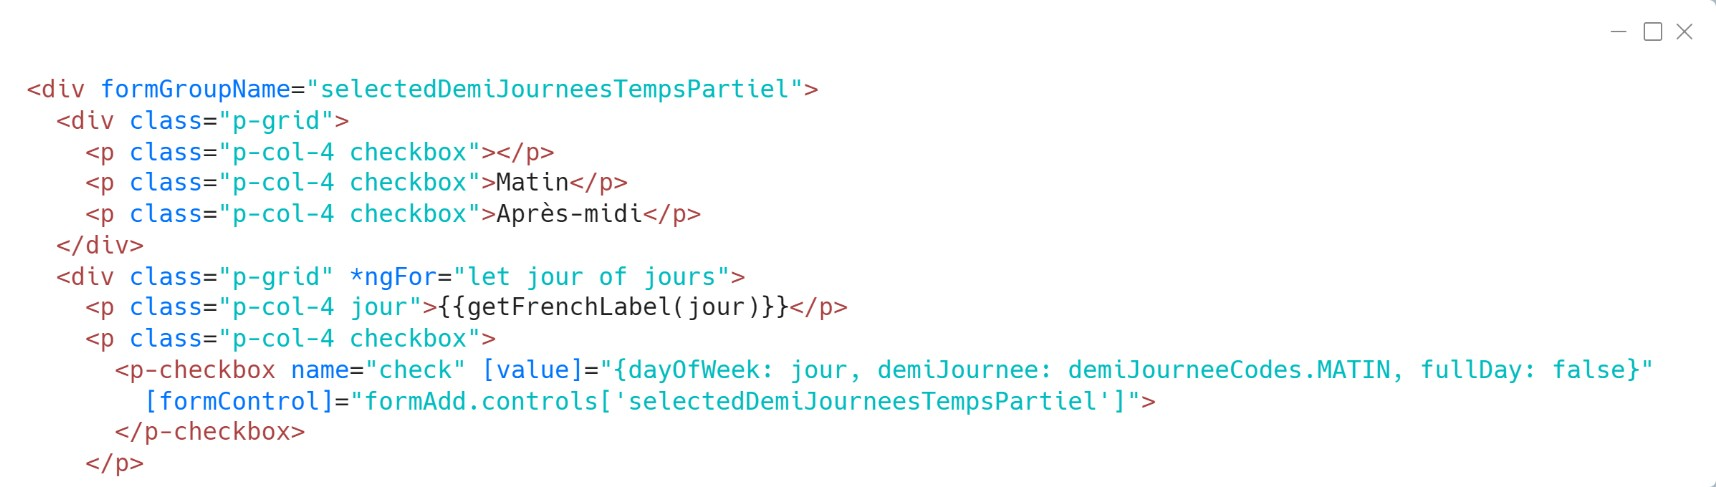 <div formGroupName="selectedDemiJourneesTempsPartiel">
  <div class="p-grid">
    <p class="p-col-4 checkbox"></p>
    <p class="p-col-4 checkbox">Matin</p>
    <p class="p-col-4 checkbox">Après-midi</p>
  </div>
  <div class="p-grid" *ngFor="let jour of jours">
    <p class="p-col-4 jour">{{getFrenchLabel(jour)}}</p>
    <p class="p-col-4 checkbox">
      <p-checkbox name="check" [value]="{dayOfWeek: jour, demiJournee: demiJourneeCodes.MATIN, fullDay: false}"
        [formControl]="formAdd.controls['selectedDemiJourneesTempsPartiel']">
      </p-checkbox>
    </p>